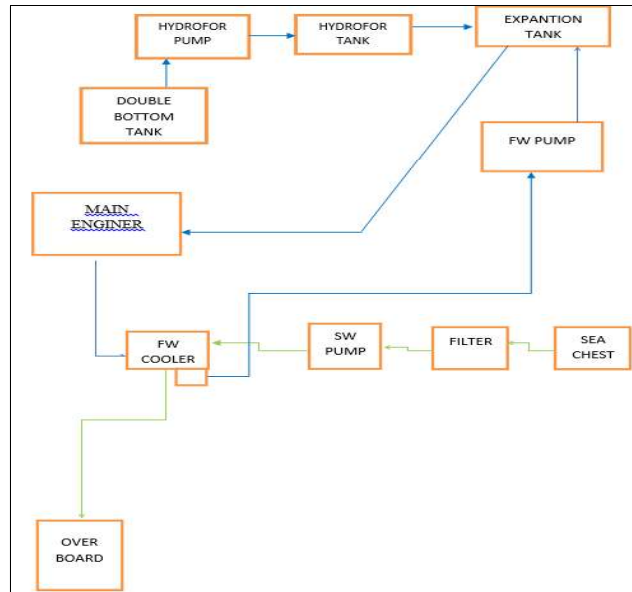 HYDROFOR
PUMP
HYDROFOR
TANK
EXPANTION
TANK
DOUBLE
BOTTOM
TANK
FW PUMP
MAIN
ENGINER
FW
COOLER
SW
PUMP
FILTER
SEA
CHEST
OVER
BOARD